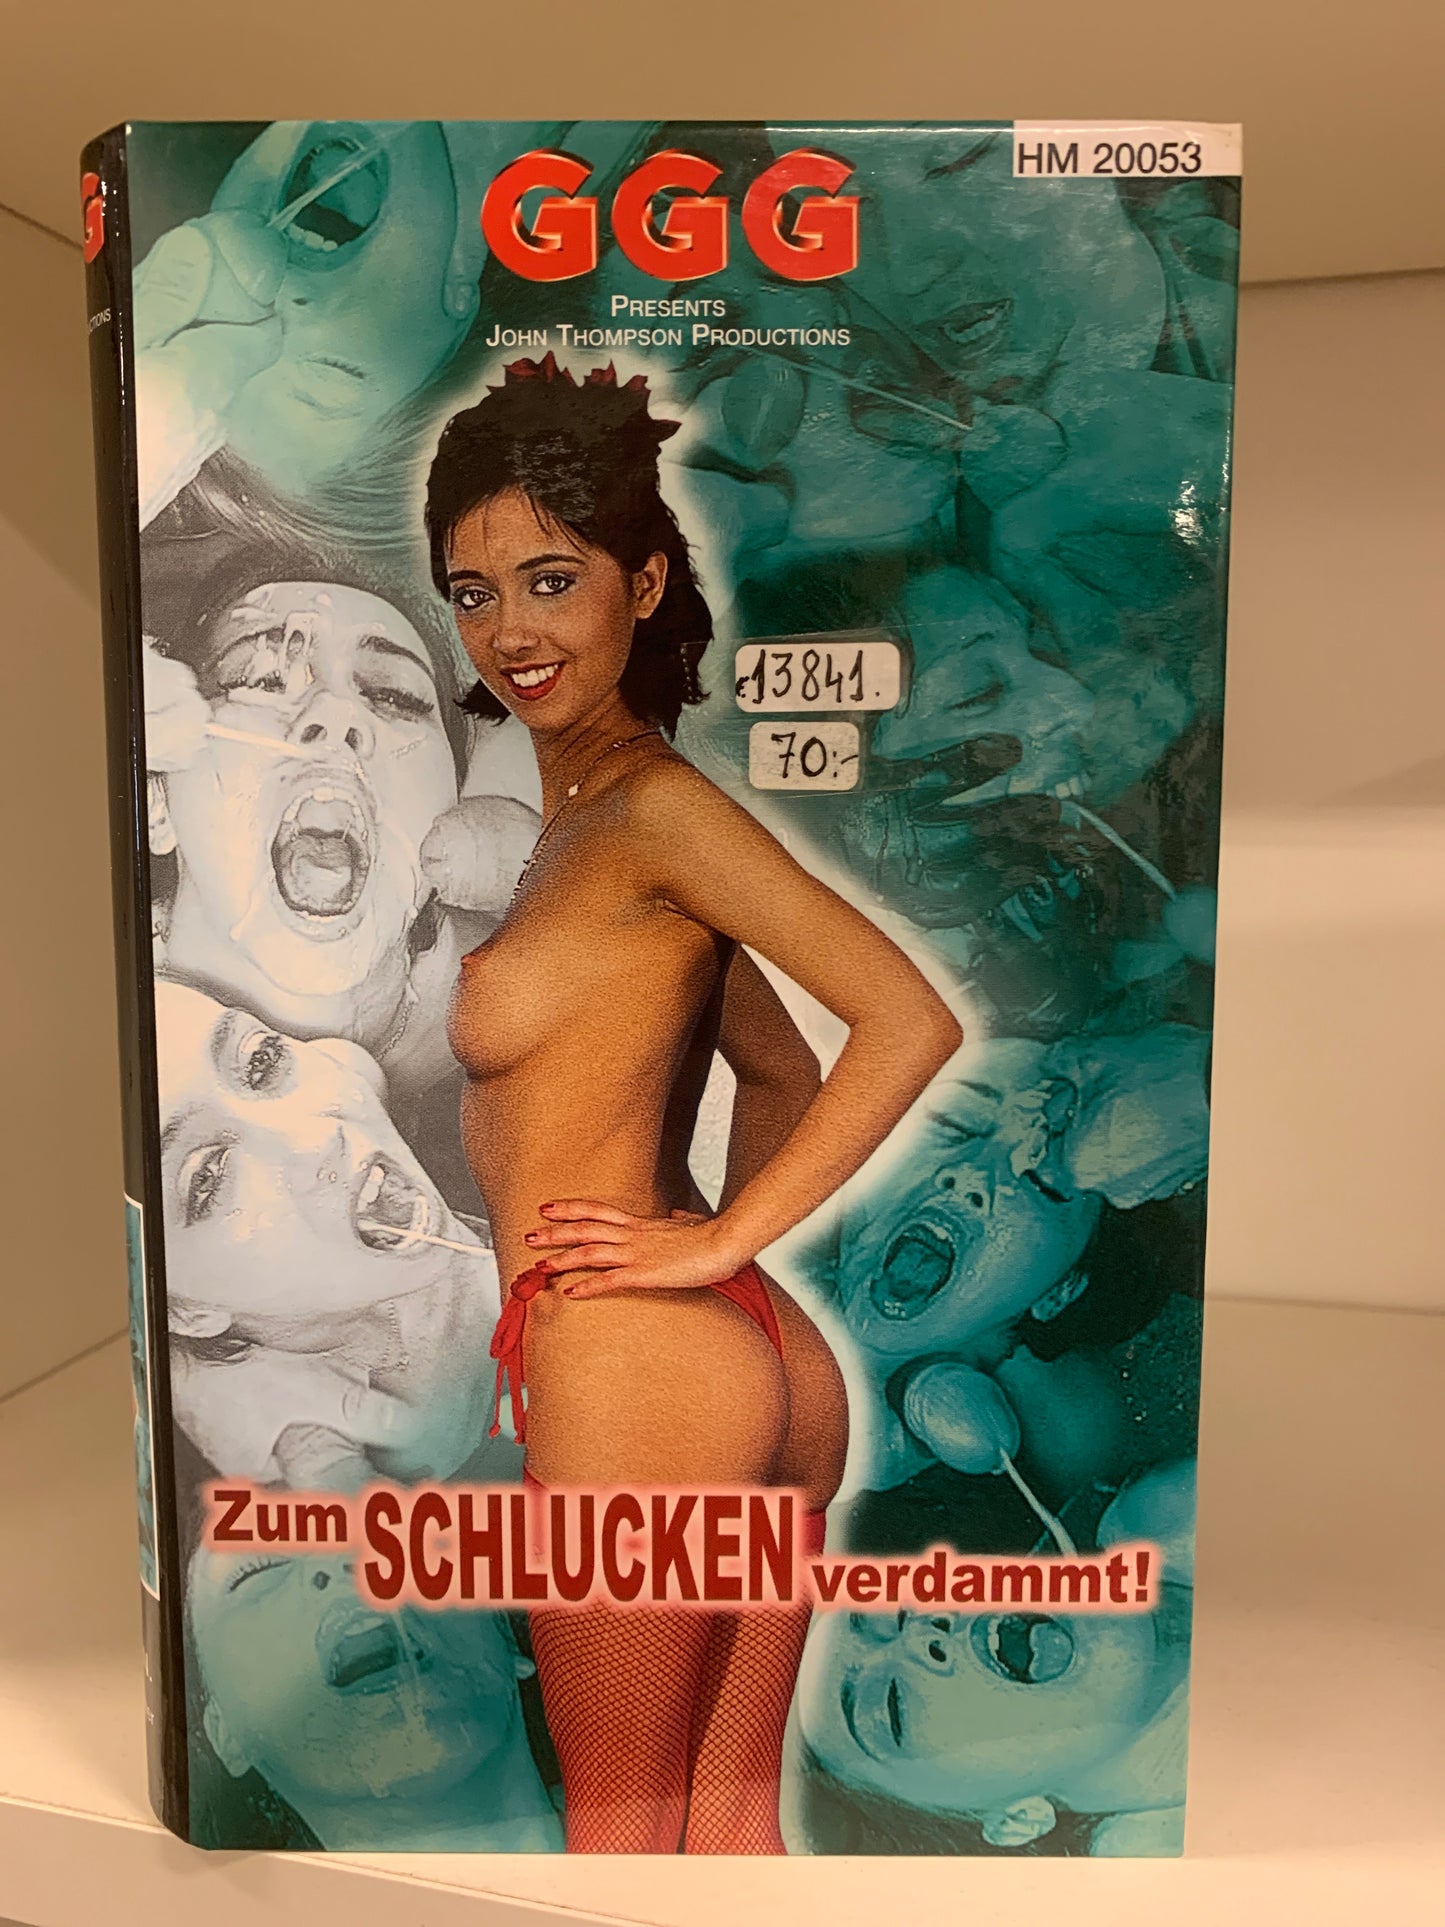 GGG
HM 20053
PRESENTS
JOHN THOMPSON PRODUCTIONS
13841.
70:-
Zum SCHLUCKEN verdammt!